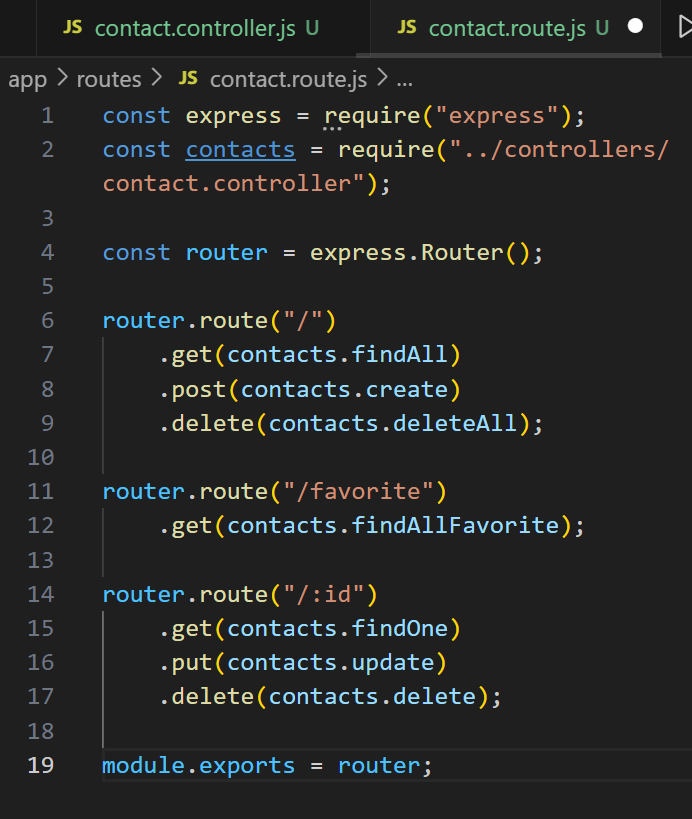 JS contact.controller.js U
JS contact.route.js U
app > routes > JS contact.route.js > ...
1 const express = require("express");
2 const contacts = require("../controllers/
contact.controller");
3
4 const router = express.Router();
5
6 router.route("/")
7     .get(contacts.findAll)
8     .post(contacts.create)
9     .delete(contacts.deleteAll);
10
11 router.route("/favorite")
12     .get(contacts.findAllFavorite);
13
14 router.route("/:id")
15     .get(contacts.findOne)
16     .put(contacts.update)
17     .delete(contacts.delete);
18
19 module.exports = router;